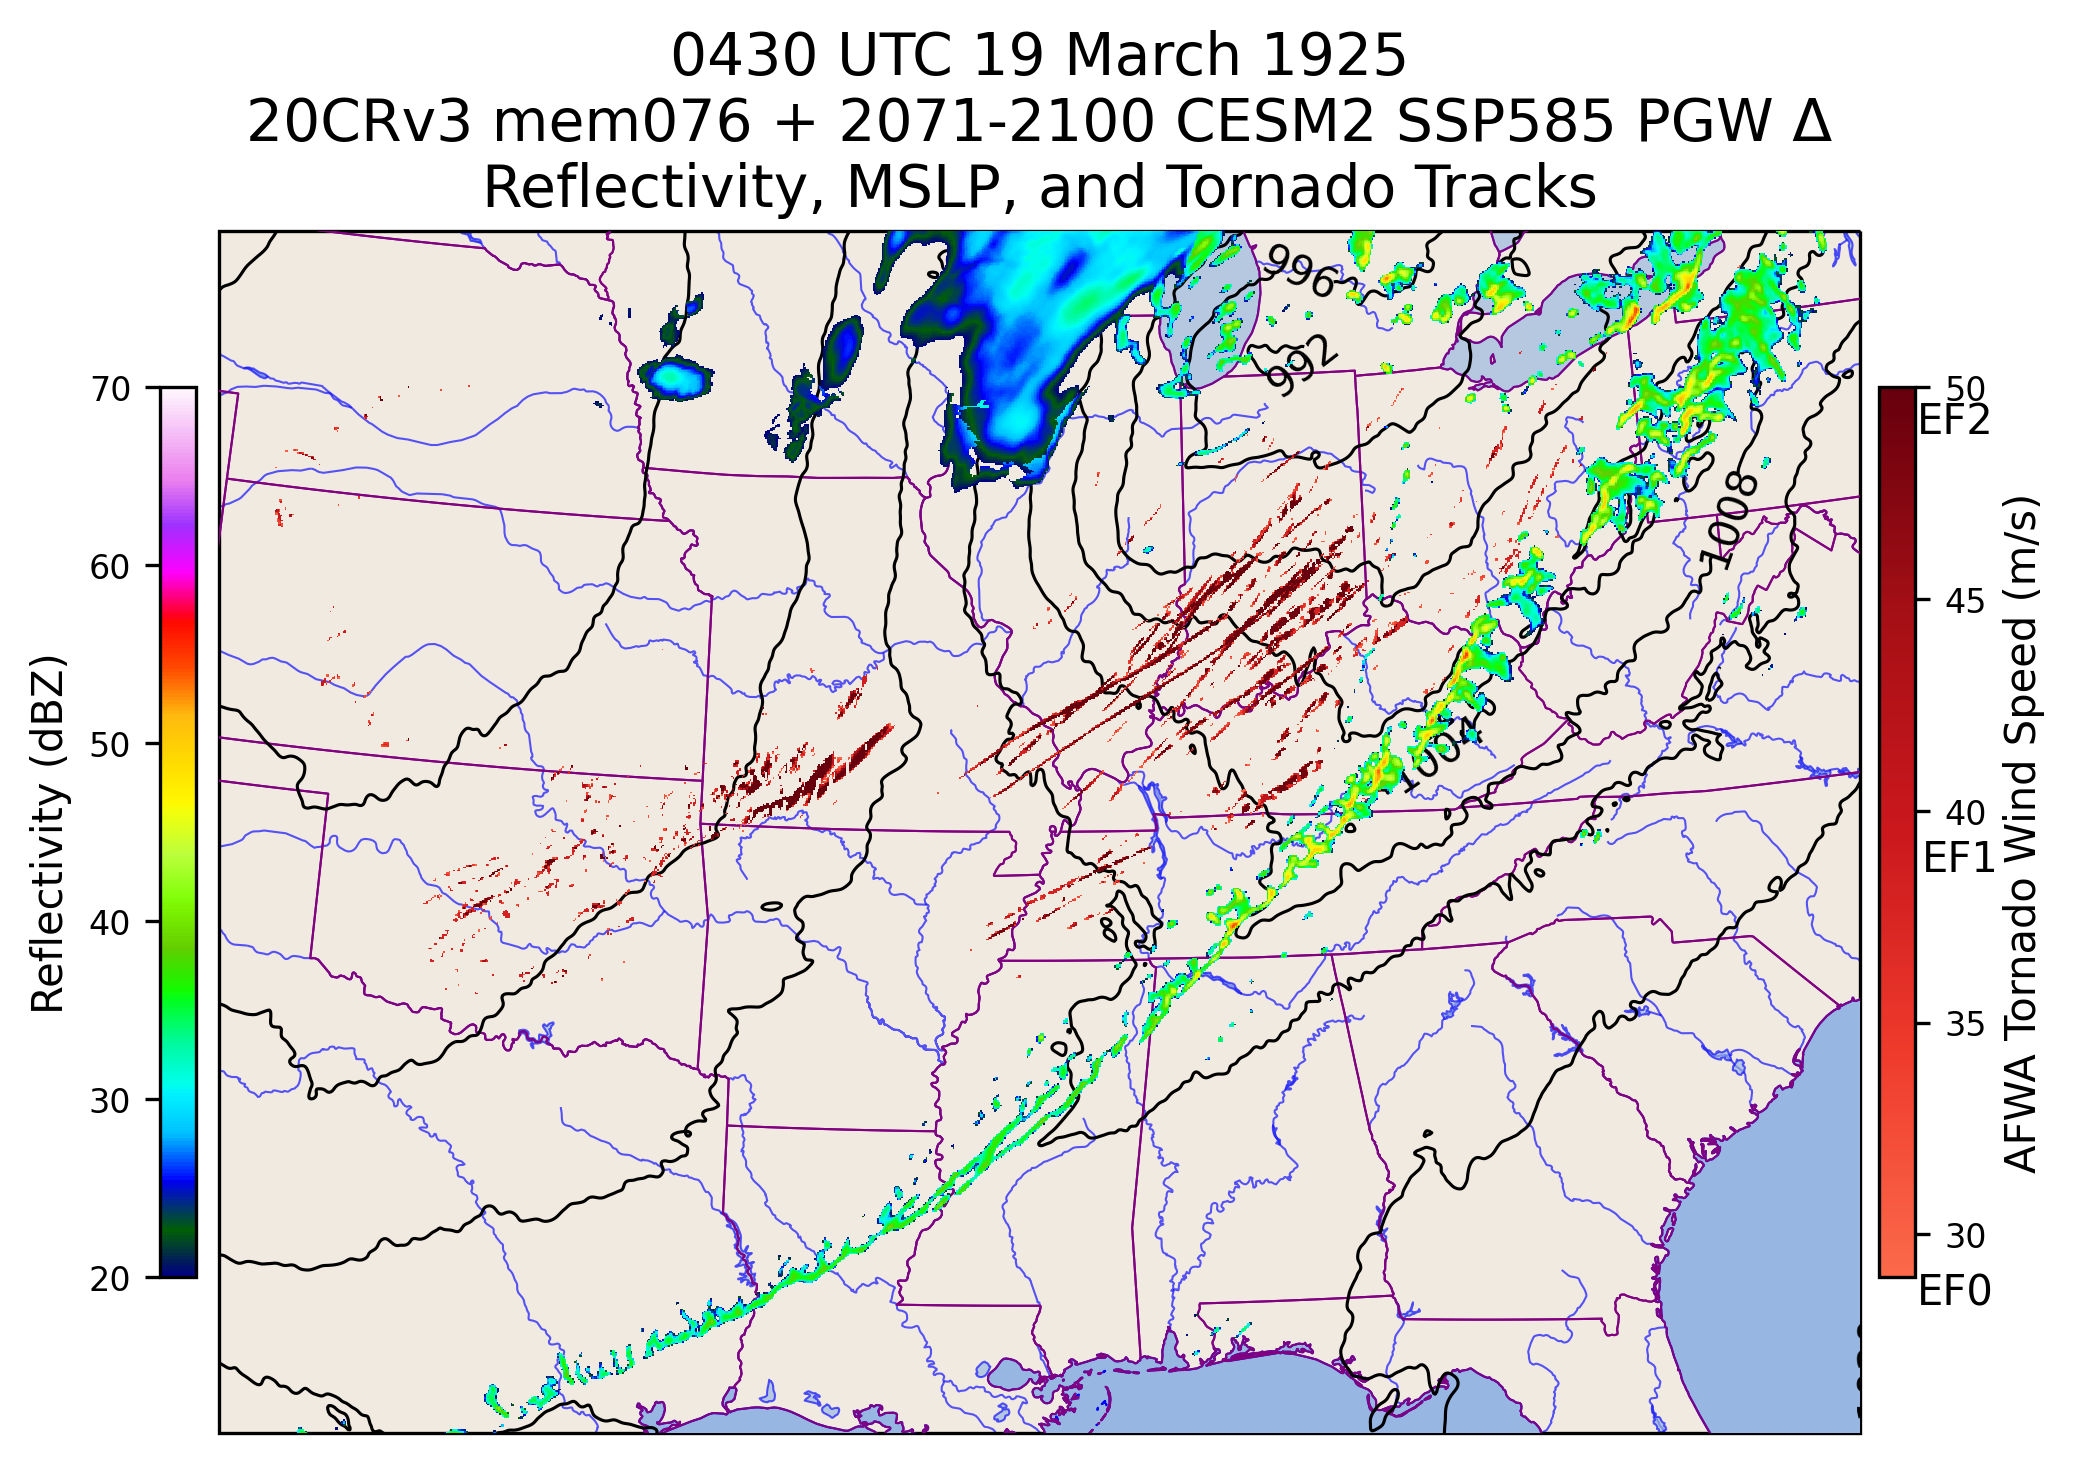 0430 UTC 19 March 1925
20CRv3 mem076 + 2071-2100 CESM2 SSP585 PGW Δ
Reflectivity, MSLP, and Tornado Tracks
Reflectivity (dBZ)
70
60
50
40
30
20
996
992
1008
50
EF2
45
40
EF1
35
30
EF0
AFWA Tornado Wind Speed (m/s)